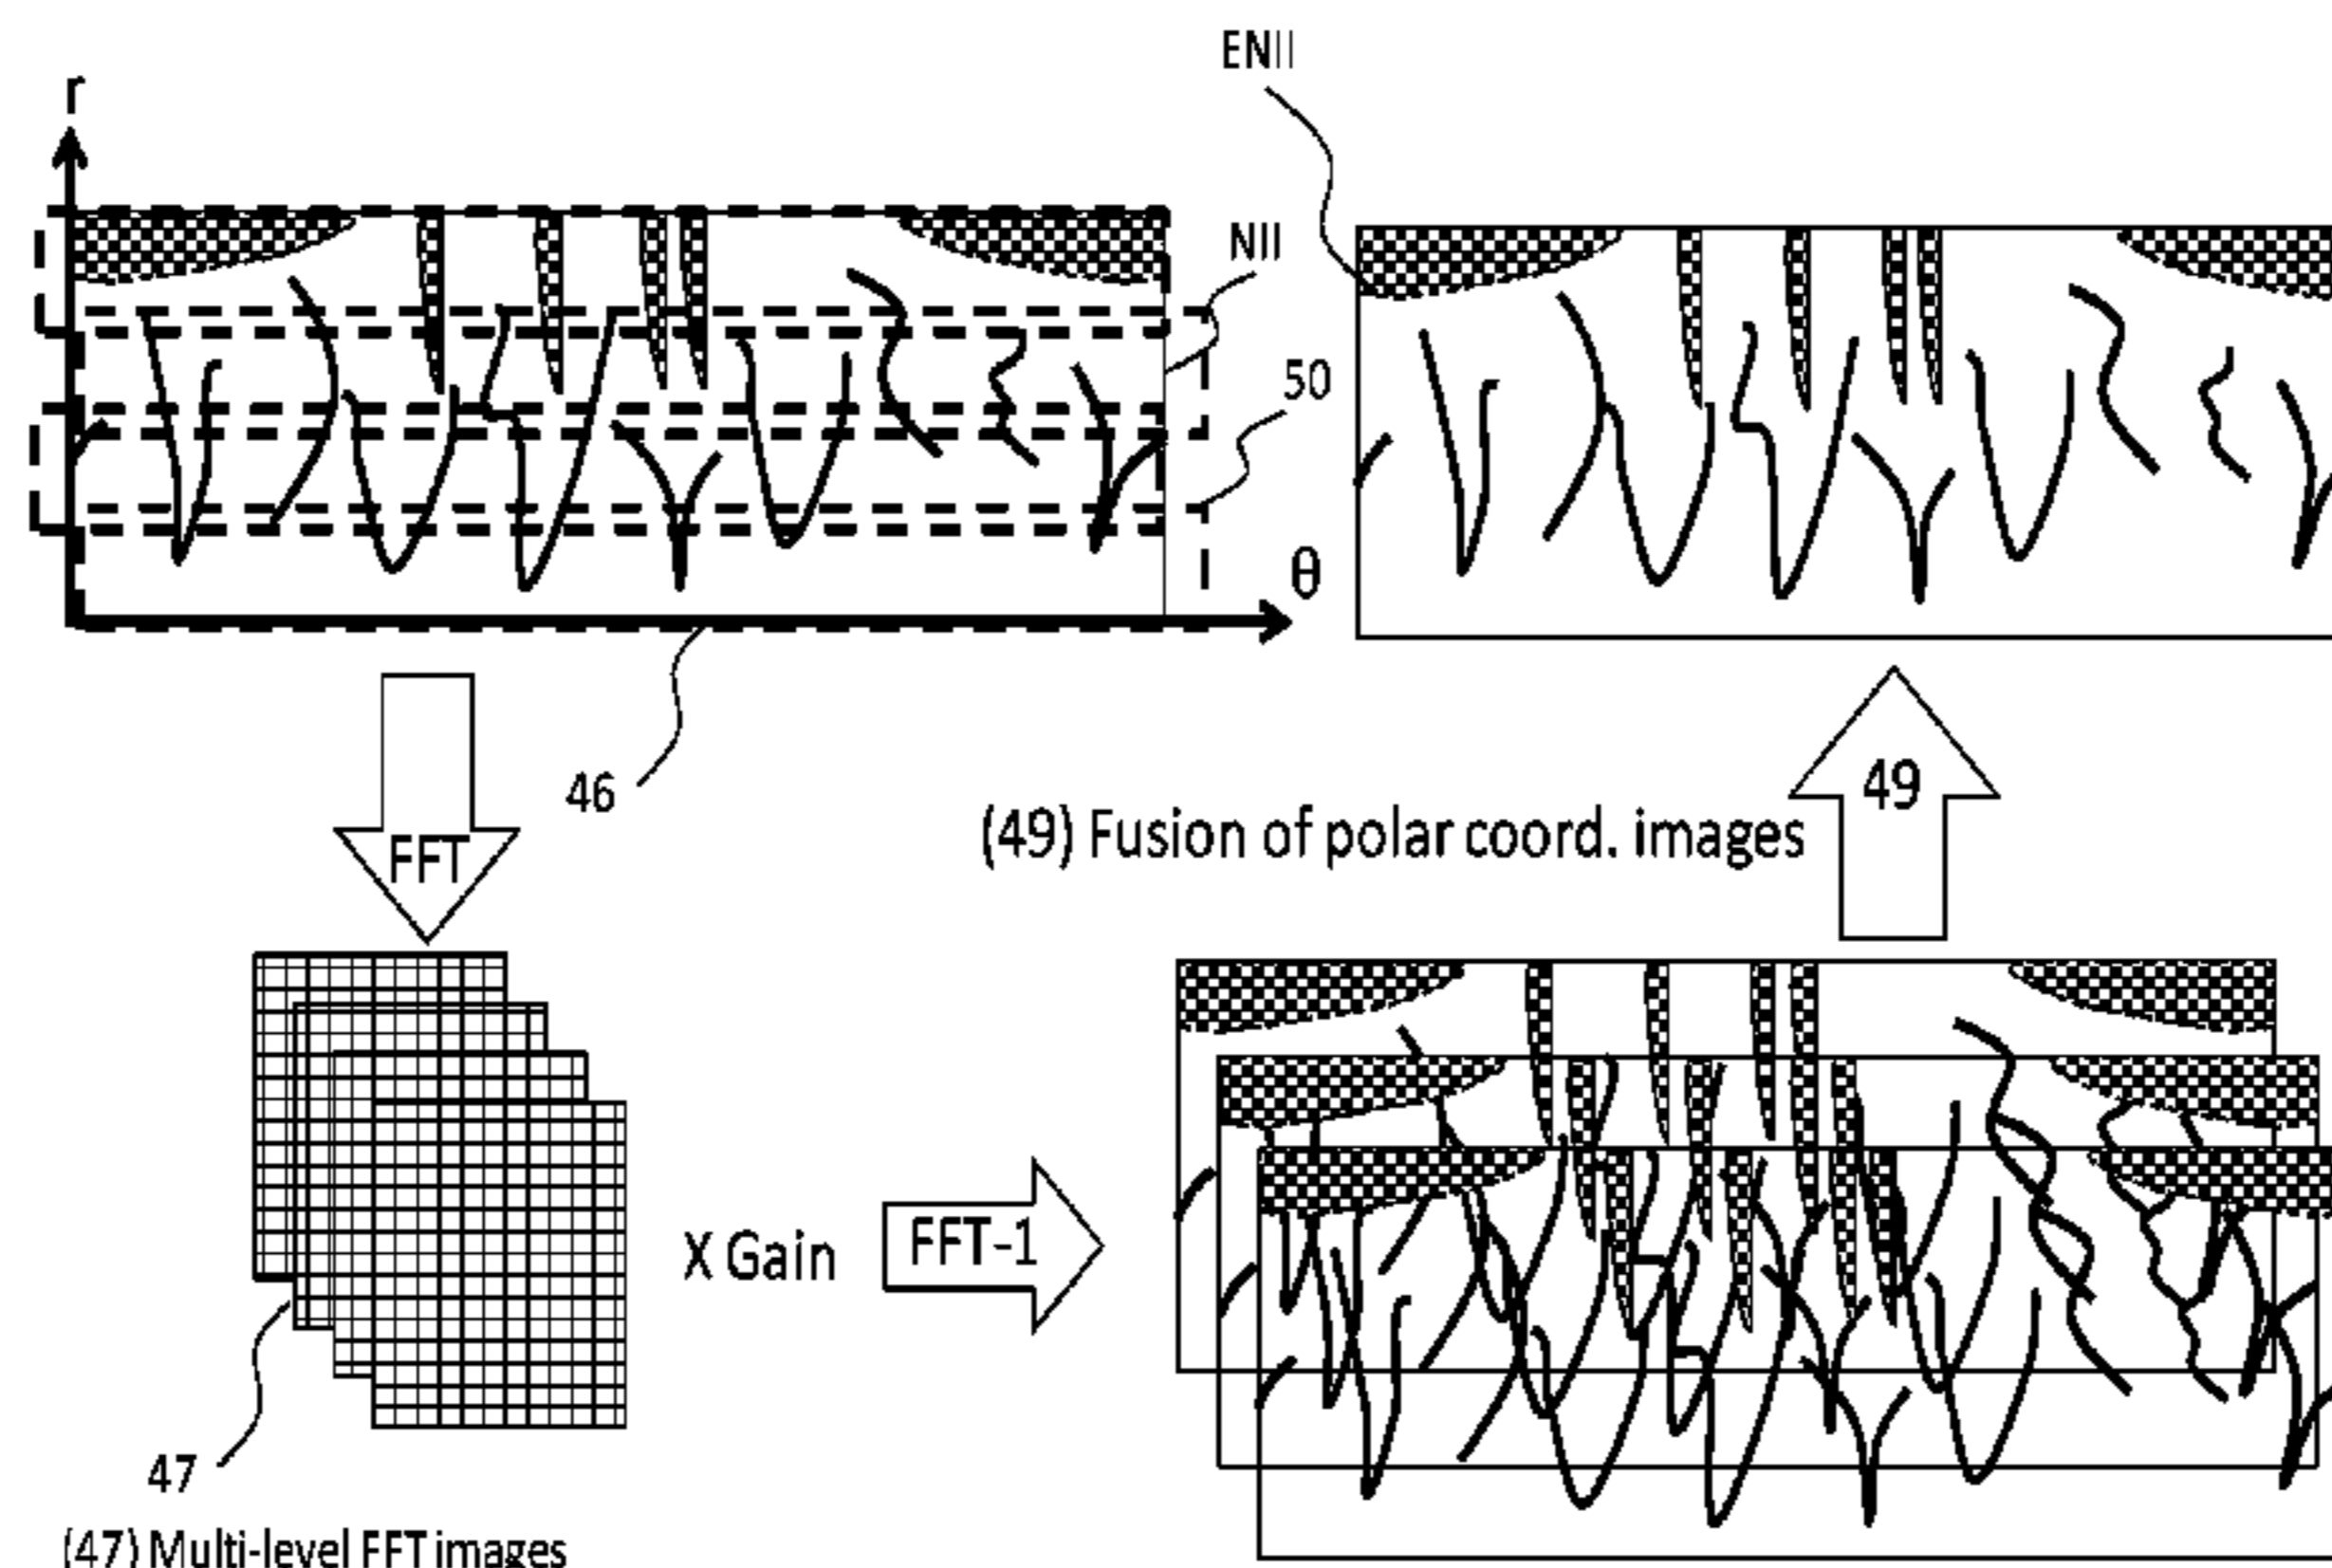 ENII
r
NII
50
θ
46
49
(49) Fusion of polar coord. images
FFT
X Gain
FFT-1
47
(47) Multi-level FFT images